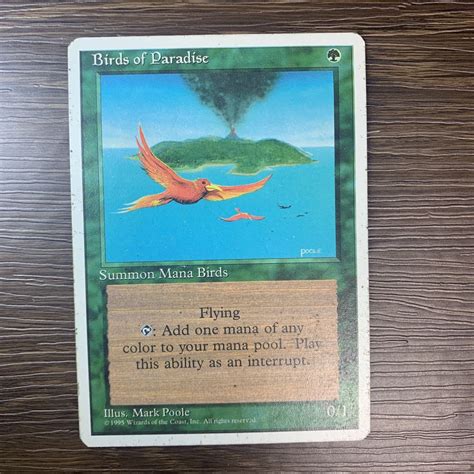 Birds of Paradise
POOLE
Summon Mana Birds
Flying
: Add one mana of any
color to your mana pool. Play
this ability as an interrupt.
Illus. Mark Poole
0/1
©1995 Wizards of the Coast, Inc. All rights reserved.